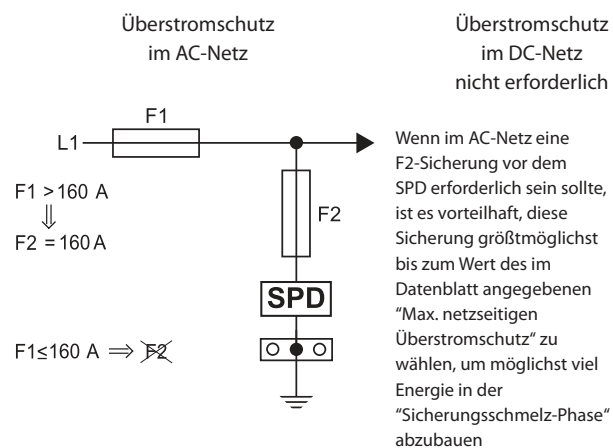 Überstromschutz
im AC-Netz
Überstromschutz
im DC-Netz
nicht erforderlich
F1
L1
F1 >160 A
⇓
F2 = 160 A
F2
SPD
F1≤160 A ⇒ F2
Wenn im AC-Netz eine
F2-Sicherung vor dem
SPD erforderlich sein sollte,
ist es vorteilhaft, diese
Sicherung größtmöglichst
bis zum Wert des im
Datenblatt angegebenen
"Max. netzseitigen
Überstromschutz“ zu
wählen, um möglichst viel
Energie in der
"Sicherungsschmelz-Phase“
abzubauen